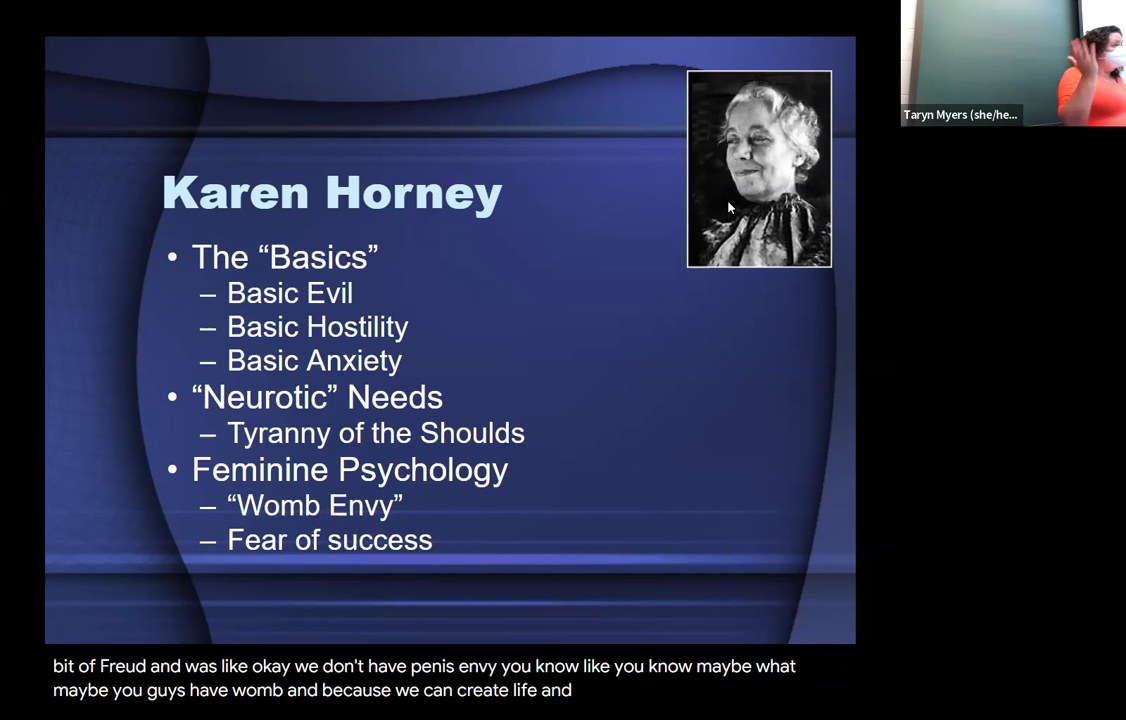 Taryn Myers (she/he...
Karen Horney
• The “Basics”
– Basic Evil
– Basic Hostility
– Basic Anxiety
• “Neurotic” Needs
– Tyranny of the Shoulds
• Feminine Psychology
– “Womb Envy”
– Fear of success
bit of Freud and was like okay we don't have penis envy you know like you know maybe what
maybe you guys have womb and because we can create life and